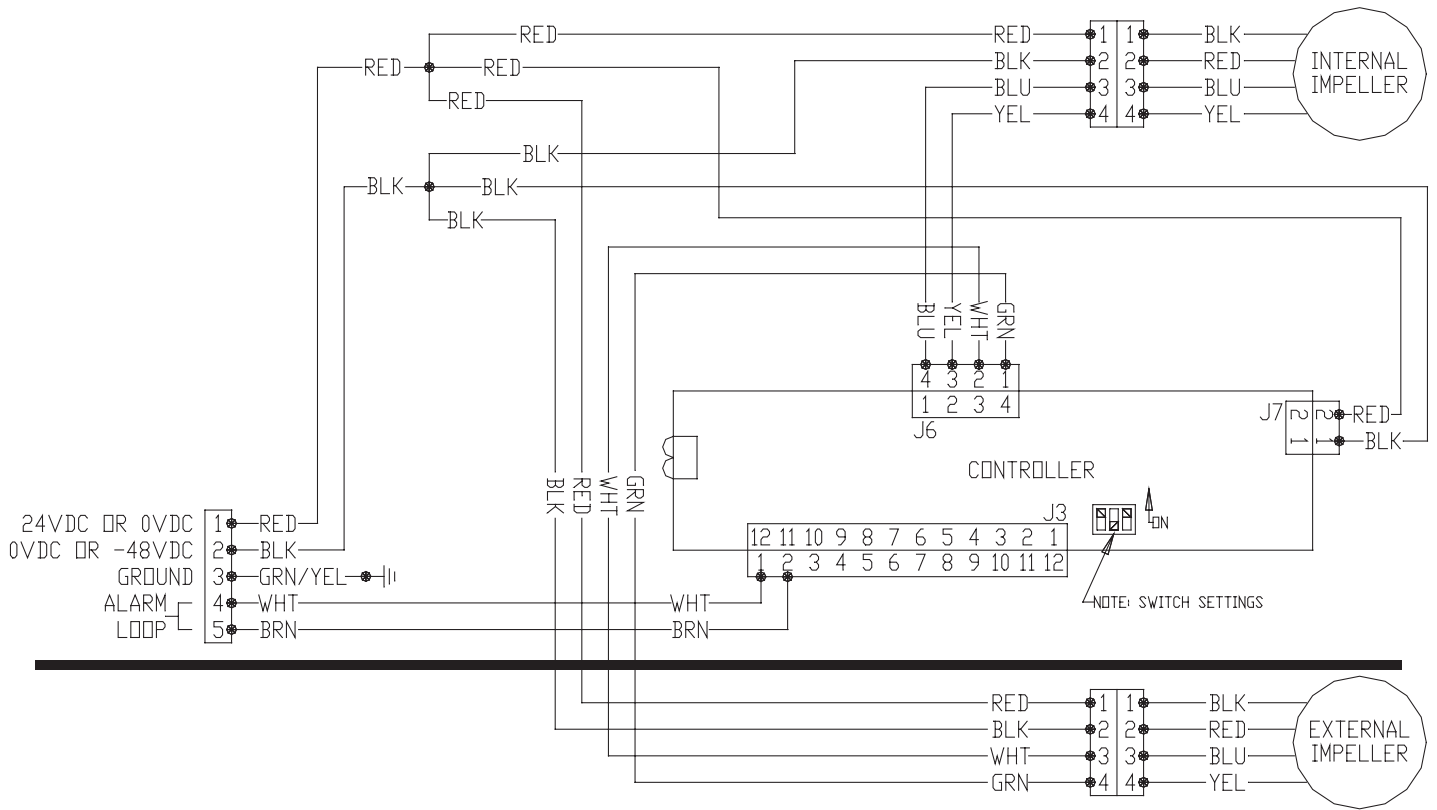 RED RED 1 1 BLK
RED RED BLK 2 2 RED INTERNAL
RED BLU 3 3 BLU IMPELLER
YEL 4 4 YEL
BLK
BLK BLK
BLK
BLU YEL WHT GRN
4 3 2 1
1 2 3 4
J6
J7 2 2 RED
1 1 BLK
CONTROLLER
BLK RED WHT GRN
J3
ON
24VDC OR 0VDC 1 RED
0VDC OR -48VDC 2 BLK
GROUND 3 GRN/YEL
ALARM 4 WHT
LOOP 5 BRN
12 11 10 9 8 7 6 5 4 3 2 1
1 2 3 4 5 6 7 8 9 10 11 12
WHT
BRN
NOTE: SWITCH SETTINGS
RED 1 1 BLK
BLK 2 2 RED EXTERNAL
WHT 3 3 BLU IMPELLER
GRN 4 4 YEL